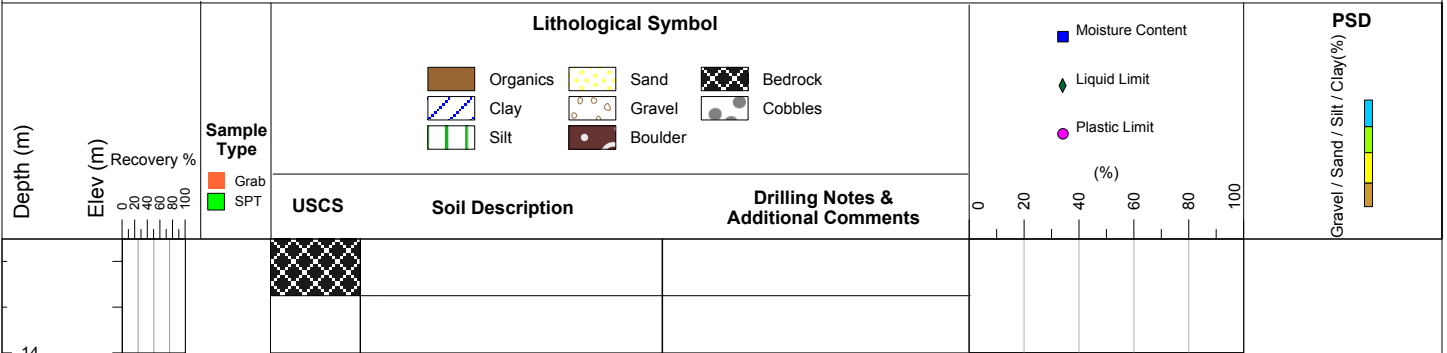 Lithological Symbol
Organics
Sand
Bedrock
Clay
Gravel
Cobbles
Silt
Boulder
Moisture Content
Liquid Limit
Plastic Limit
(%)
PSD
Gravel / Sand / Silt / Clay(%)
Depth (m)
Elev (m)
Recovery %
0 20 40 60 80 100
Sample
Type
Grab
SPT
USCS
Soil Description
Drilling Notes &
Additional Comments
0 20 40 60 80 100
14